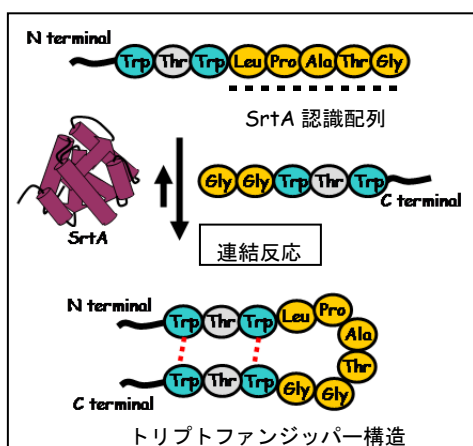 N terminal
Trp Thr Trp Leu Pro Ala Thr Gly
SrtA 認識配列
Gly Gly Trp Thr Trp
C terminal
SrtA
連結反応
N terminal
Trp Thr Trp Leu Pro
Ala
Thr
Trp Thr Trp Gly Gly
C terminal
トリプトファンジッパー構造